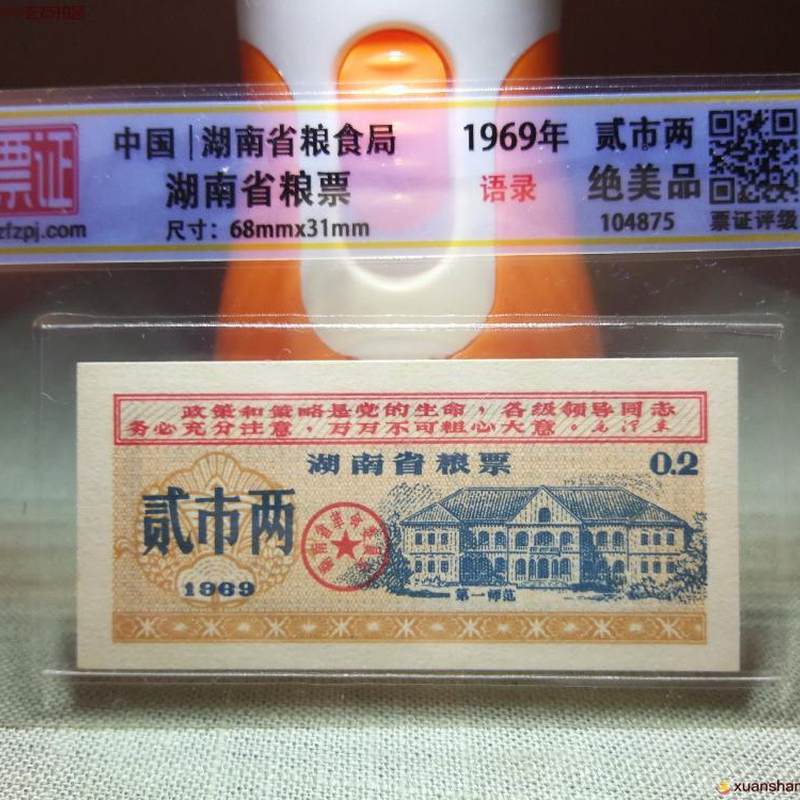 票证
中国|湖南省粮食局
湖南省粮票
尺寸：68mmx31mm
zfzpj.com
1969年 贰市两
语录 绝美品
104875 票证评级
政策和策略是党的生命，各级领导同志
务必充分注意，万万不可粗心大意。毛泽东
湖南省粮票 0.2
贰市两
1969
第一师范
xuanshan